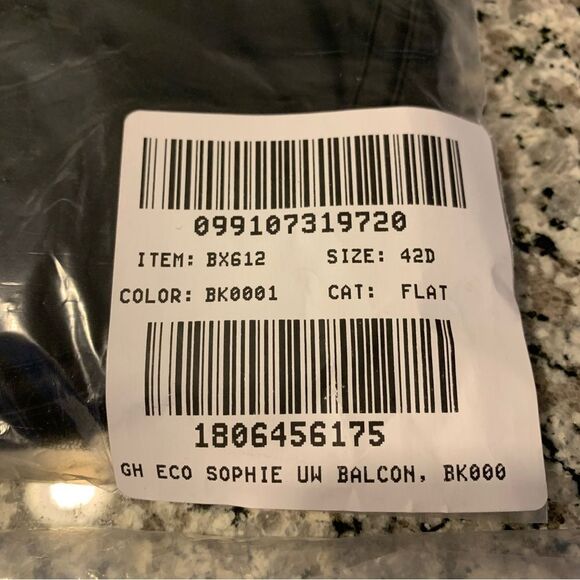 099107319720
ITEM: BX612 SIZE: 42D
COLOR: BK0001 CAT: FLAT
1806456175
GH ECO SOPHIE UW BALCON, BK000